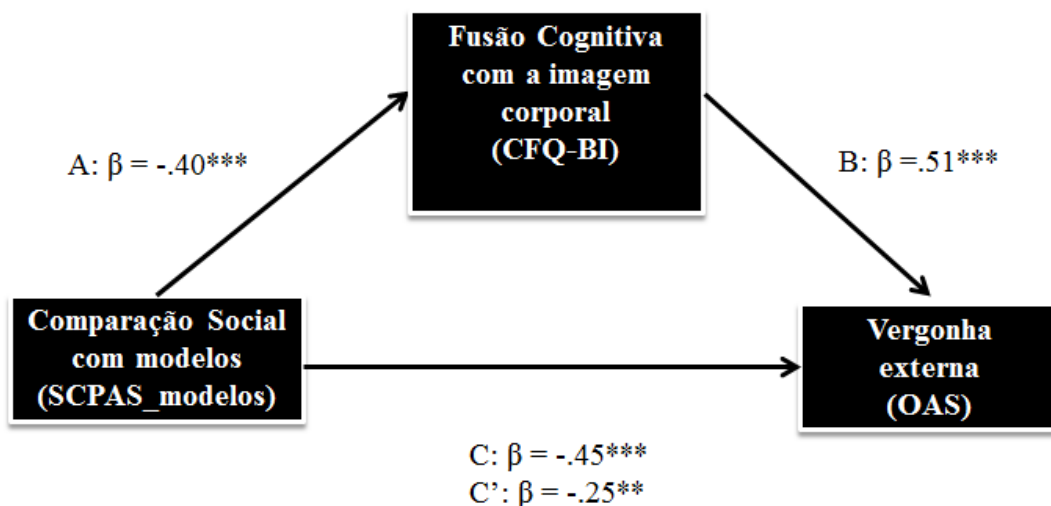 Fusão Cognitiva
com a imagem
corporal
(CFQ-BI)
A: β = -.40***
B: β =.51***
Comparação Social
com modelos
(SCPAS_modelos)
Vergonha
externa
(OAS)
C: β = -.45***
C’: β = -.25**